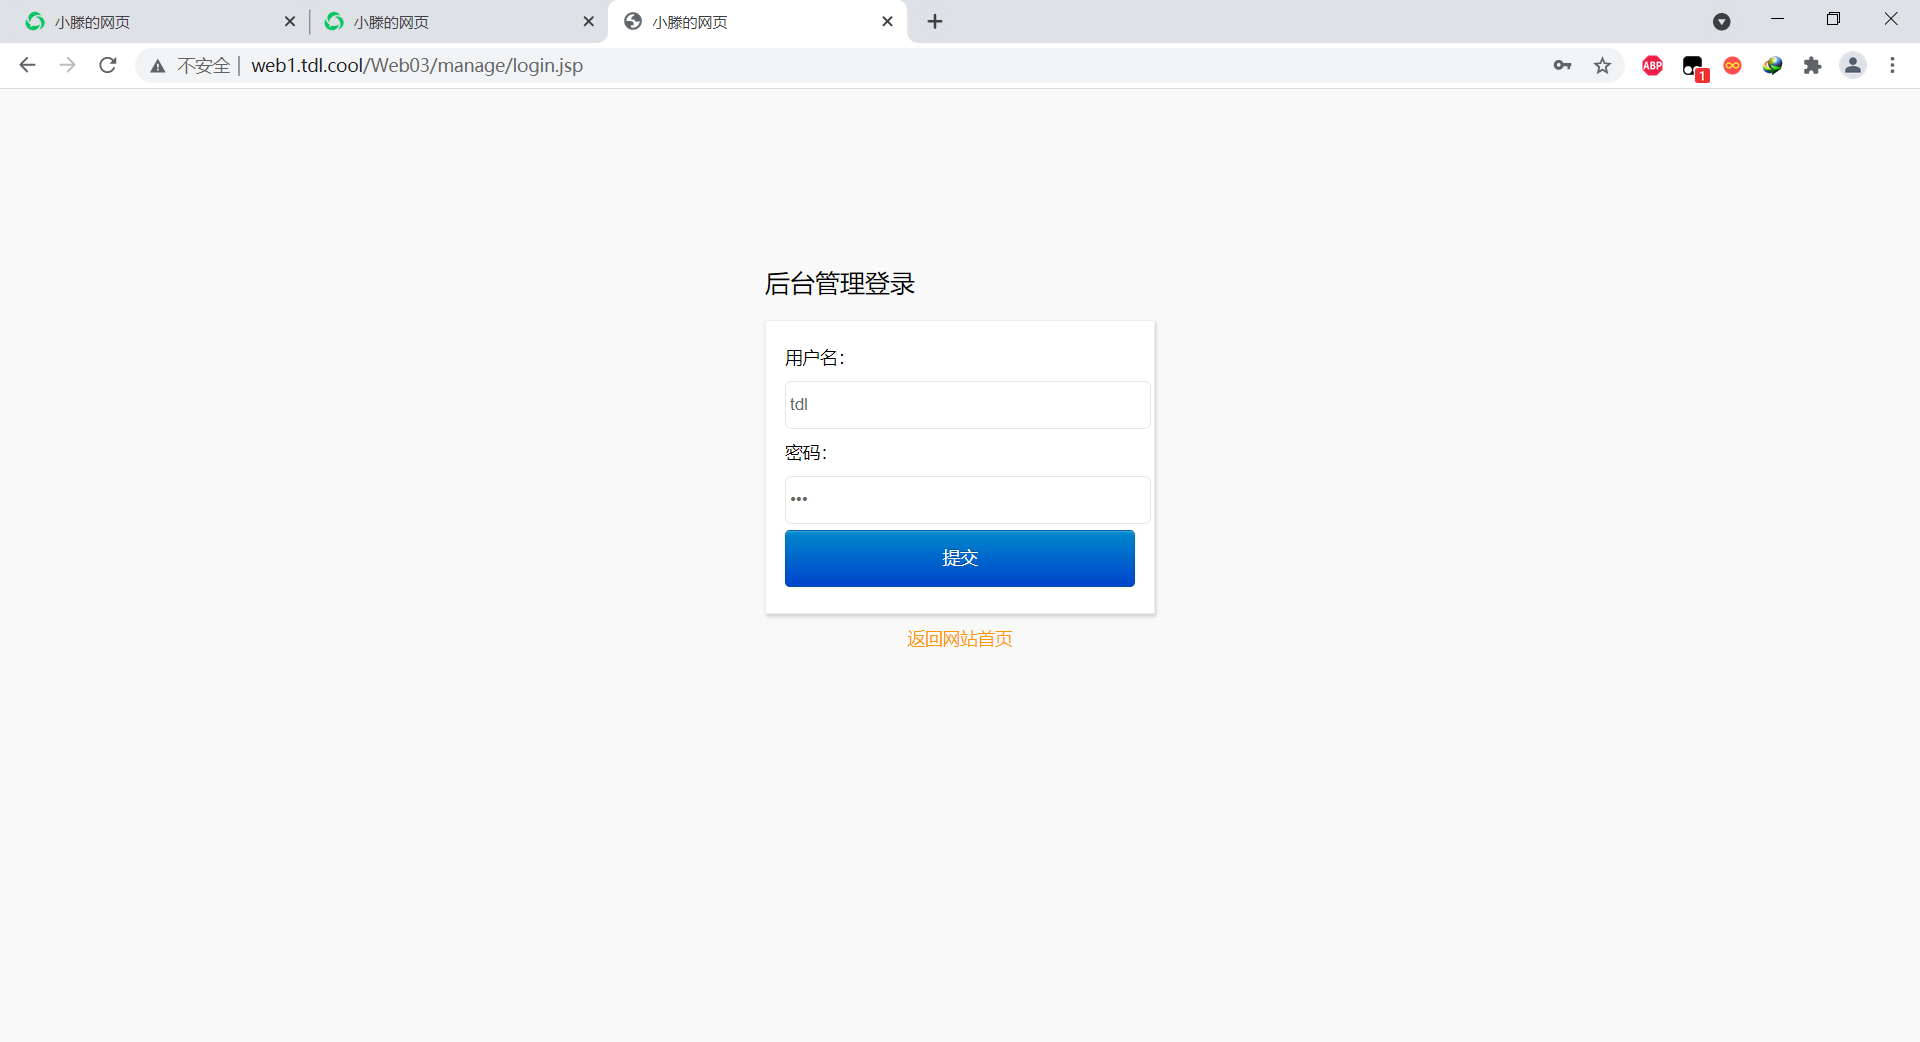 小滕的网页
小滕的网页
小滕的网页
不安全 | web1.tdl.cool/Web03/manage/login.jsp
ABP
1
后台管理登录
用户名：
tdl
密码：
•••
提交
返回网站首页